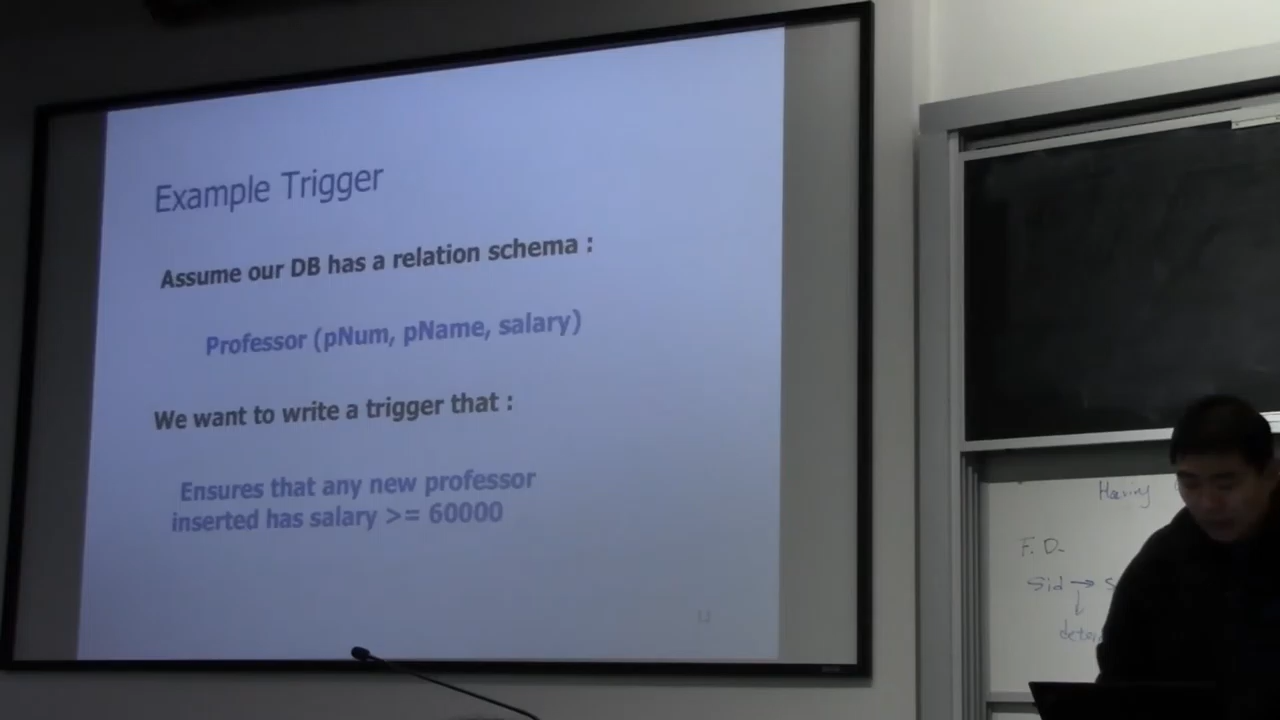 Example Trigger
Assume our DB has a relation schema :
Professor (pNum, pName, salary)
We want to write a trigger that :
Ensures that any new professor
inserted has salary >= 60000
Having
F. D.
Sid → S